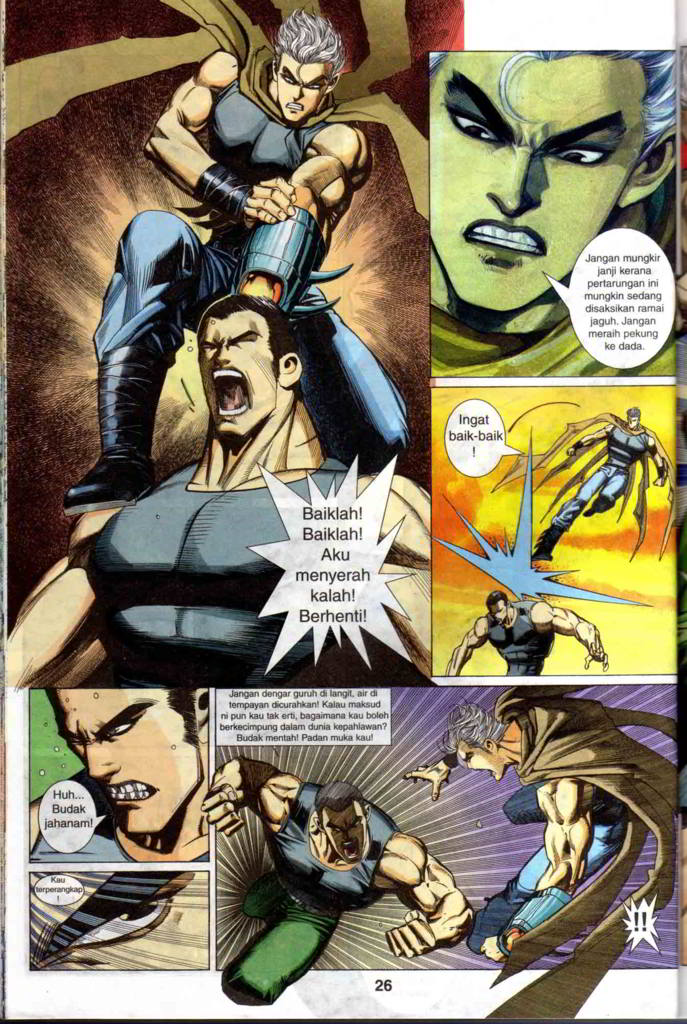 Baiklah!
Baiklah!
Aku
menyerah
kalah!
Berhenti!
Jangan mungkir
janji kerana
pertarungan ini
mungkin sedang
disaksikan ramai
jaguh. Jangan
meraih pekung
ke dada.
Ingat
baik-baik
!
Huh...
Budak
jahanam!
Kau
terperangkap
!
Jangan dengar guruh di langit, air di
tempayan dicurahkan! Kalau maksud
ni pun kau tak erti, bagaimana kau boleh
berkecimpung dalam dunia kepahlawan?
Budak mentah! Padan muka kau!
!!
26